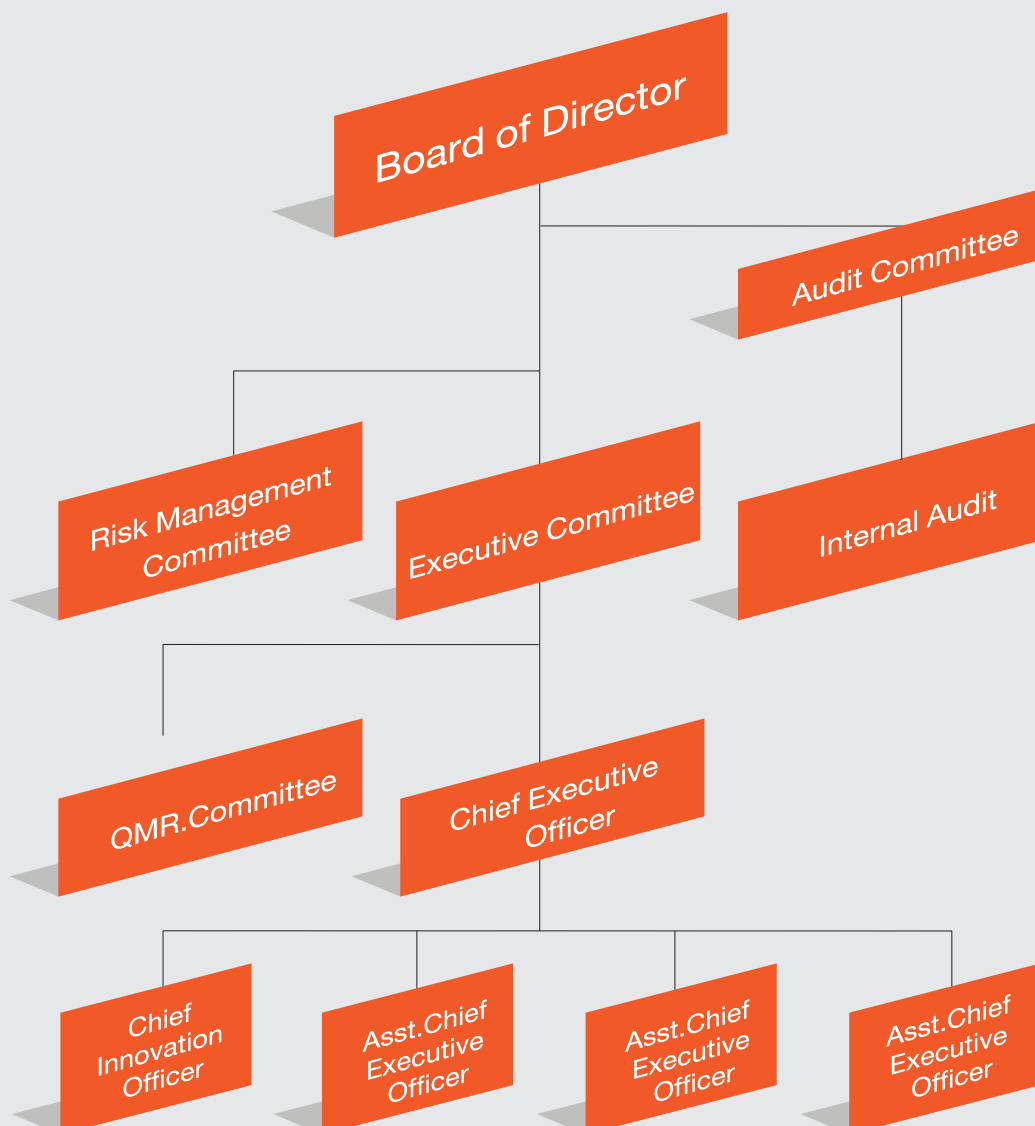 Board of Director
Audit Committee
Risk Management
Committee
Executive Committee
Internal Audit
QMR.Committee
Chief Executive
Officer
Chief
Innovation
Officer
Asst.Chief
Executive
Officer
Asst.Chief
Executive
Officer
Asst.Chief
Executive
Officer